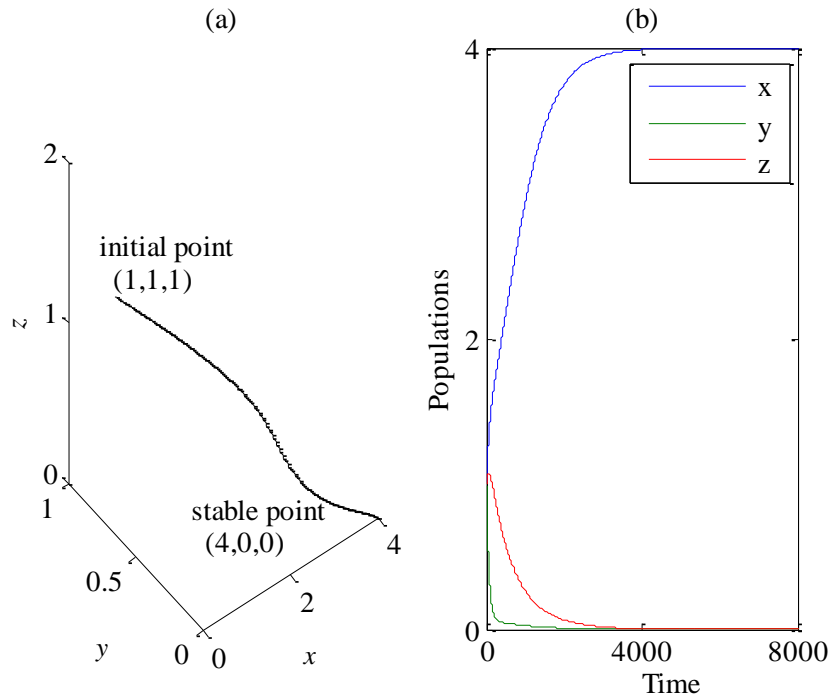 (a)
2
initial point
(1,1,1)
1
z
0
1
stable point
(4,0,0)
4
0.5
2
y
0
0
x
(b)
4
x
y
z
Populations
2
0
0
4000
8000
Time